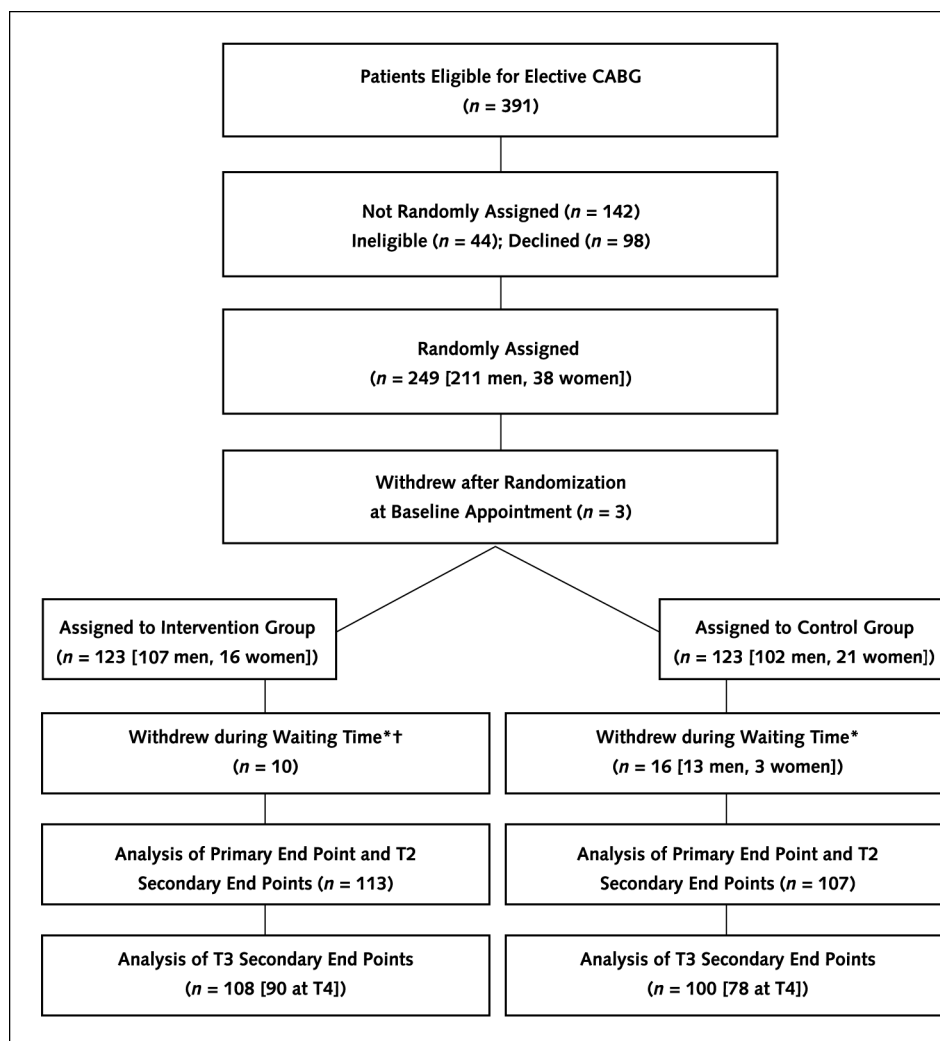 Patients Eligible for Elective CABG
(n = 391)
Not Randomly Assigned (n = 142)
Ineligible (n = 44); Declined (n = 98)
Randomly Assigned
(n = 249 [211 men, 38 women])
Withdrew after Randomization
at Baseline Appointment (n = 3)
Assigned to Intervention Group
(n = 123 [107 men, 16 women])
Assigned to Control Group
(n = 123 [102 men, 21 women])
Withdrew during Waiting Time*†
(n = 10)
Withdrew during Waiting Time*
(n = 16 [13 men, 3 women])
Analysis of Primary End Point and T2
Secondary End Points (n = 113)
Analysis of Primary End Point and T2
Secondary End Points (n = 107)
Analysis of T3 Secondary End Points
(n = 108 [90 at T4])
Analysis of T3 Secondary End Points
(n = 100 [78 at T4])